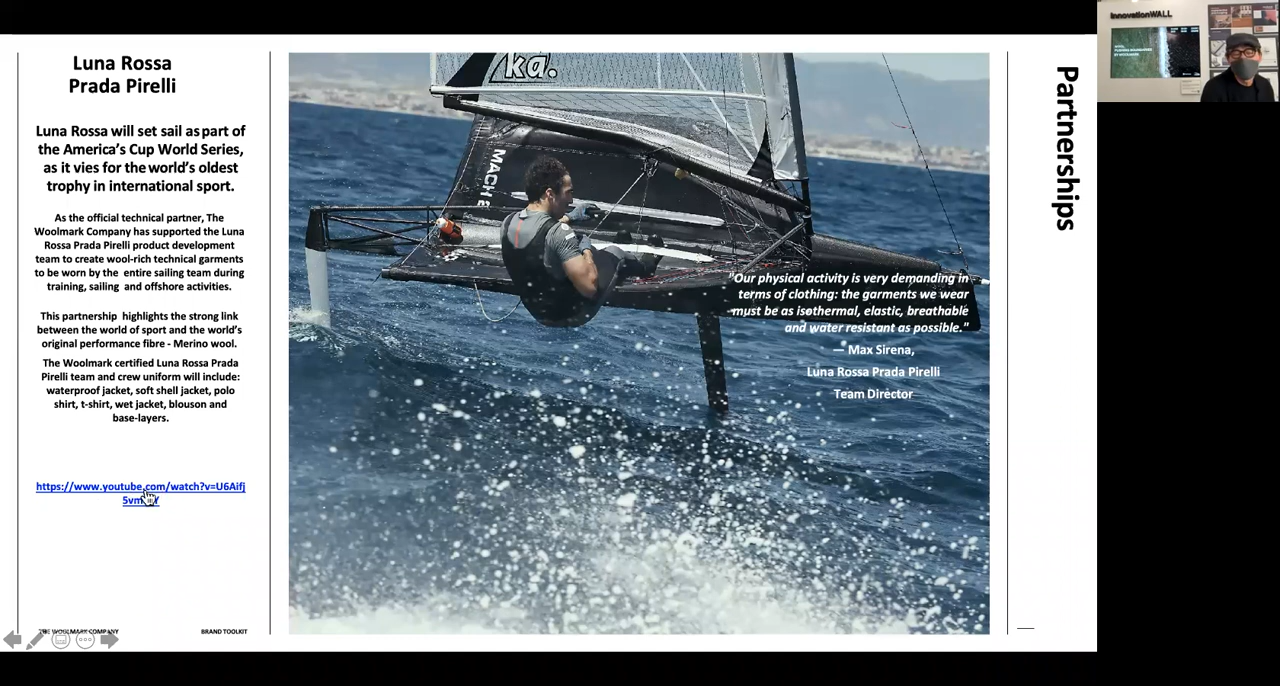 Luna Rossa
Prada Pirelli
Luna Rossa will set sail as part of
the America's Cup World Series,
as it vies for the world's oldest
trophy in international sport.
As the official technical partner, The
Woolmark Company has supported the Luna
Rossa Prada Pirelli product development
team to create wool-rich technical garments
to be worn by the entire sailing team during
training, sailing and offshore activities.
This partnership highlights the strong link
between the world of sport and the world's
original performance fibre - Merino wool.
The Woolmark certified Luna Rossa Prada
Pirelli team and crew uniform will include:
waterproof jacket, soft shell jacket, polo
shirt, t-shirt, wet jacket, blouson and
base-layers.
https://www.youtube.com/watch?v=U6Aifj
THE WOOLMARK COMPANY
BRAND TOOLKIT
ka.
MACH 2
"Our physical activity is very demanding in
terms of clothing: the garments we wear
must be as isothermal, elastic, breathable
and water resistant as possible."
— Max Sirena,
Luna Rossa Prada Pirelli
Team Director
Partnerships
InnovationWALL